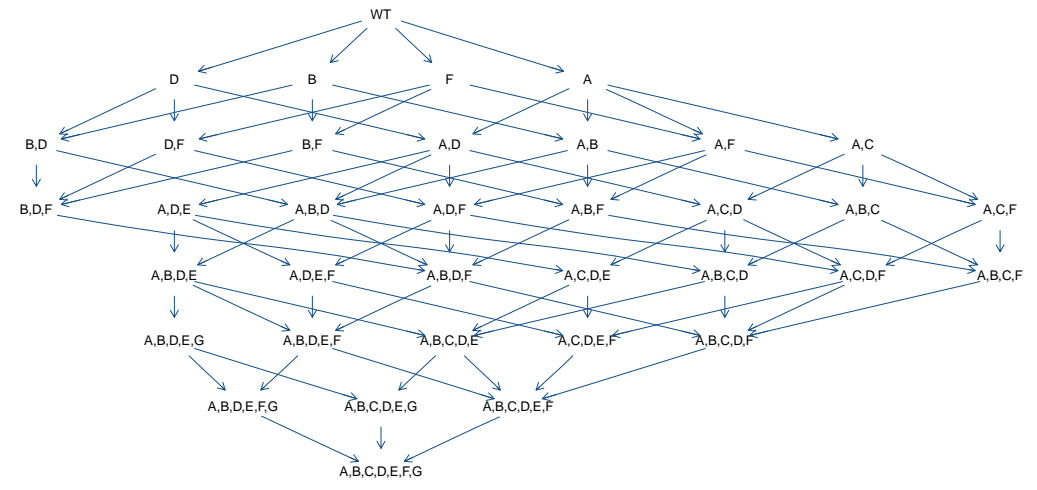 WT
D B F A
B,D D,F B,F A,D A,B A,F A,C
B,D,F A,D,E A,B,D A,D,F A,B,F A,C,D A,B,C A,C,F
A,B,D,E A,D,E,F A,B,D,F A,C,D,E A,B,C,D A,C,D,F A,B,C,F
A,B,D,E,G A,B,D,E,F A,B,C,D,E A,C,D,E,F A,B,C,D,F
A,B,D,E,F,G A,B,C,D,E,G A,B,C,D,E,F
A,B,C,D,E,F,G